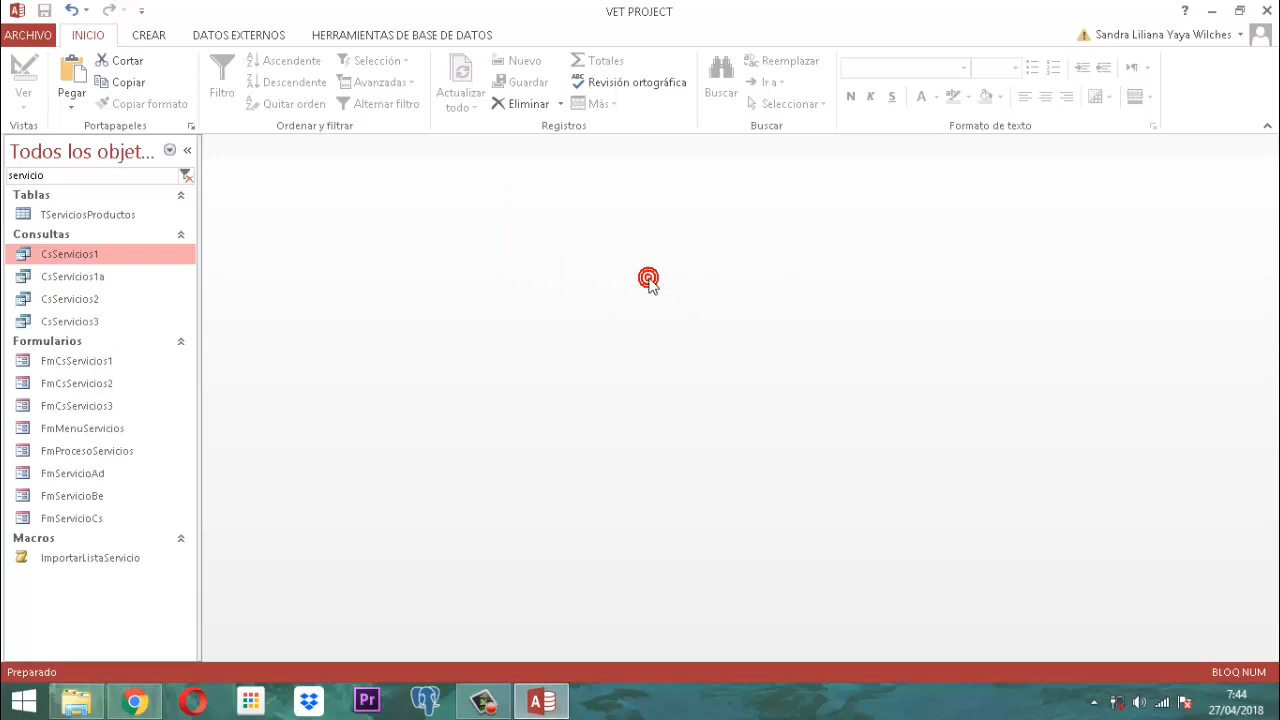 VET PROJECT
?
ARCHIVO INICIO CREAR DATOS EXTERNOS HERRAMIENTAS DE BASE DE DATOS Sandra Liliana Yaya Wilches
Ver
Vistas
Pegar
Cortar
Copiar
Copiar formato
Portapapeles
Filtro
Ascendente
Descendente
Quitar orden
Selección
Avanzadas
Alternar filtro
Ordenar y filtrar
Actualizar
todo
Nuevo
Guardar
Eliminar
Totales
Revisión ortográfica
Más
Registros
Buscar
Reemplazar
Ir a
Seleccionar
Buscar
N K S A
Formato de texto
Todos los objet...
servicio
Tablas
TServiciosProductos
Consultas
CsServicios1
CsServicios1a
CsServicios2
CsServicios3
Formularios
FmCsServicios1
FmCsServicios2
FmCsServicios3
FmMenuServicios
FmProcesoServicios
FmServicioAd
FmServicioBe
FmServicioCs
Macros
ImportarListaServicio
Preparado
BLOQ NUM
Pr
7:44
27/04/2018